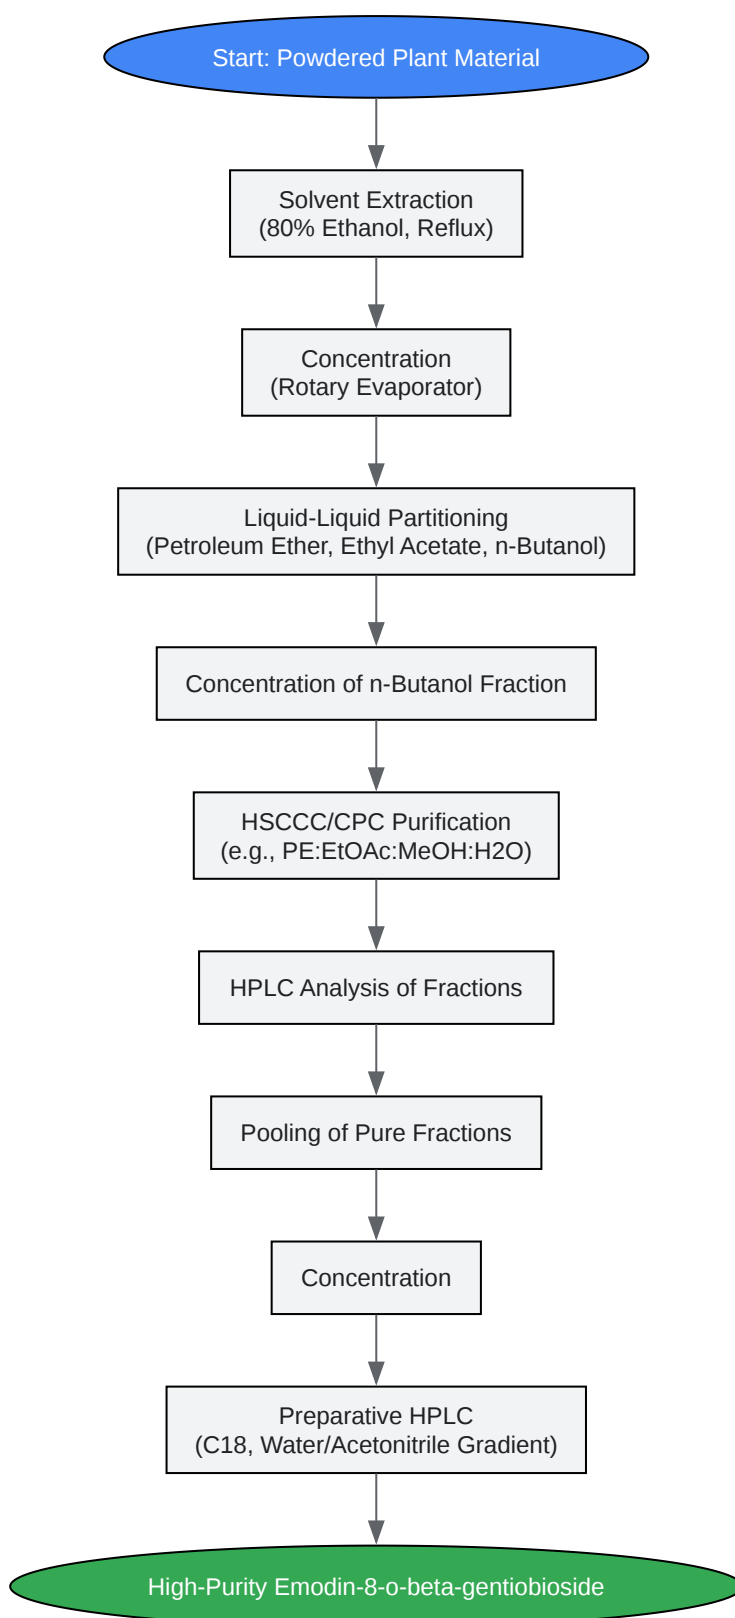 Start: Powdered Plant Material
Solvent Extraction
(80% Ethanol, Reflux)
Concentration
(Rotary Evaporator)
Liquid-Liquid Partitioning
(Petroleum Ether, Ethyl Acetate, n-Butanol)
Concentration of n-Butanol Fraction
HSCCC/CPC Purification
(e.g., PE:EtOAc:MeOH:H2O)
HPLC Analysis of Fractions
Pooling of Pure Fractions
Concentration
Preparative HPLC
(C18, Water/Acetonitrile Gradient)
High-Purity Emodin-8-o-beta-gentiobioside